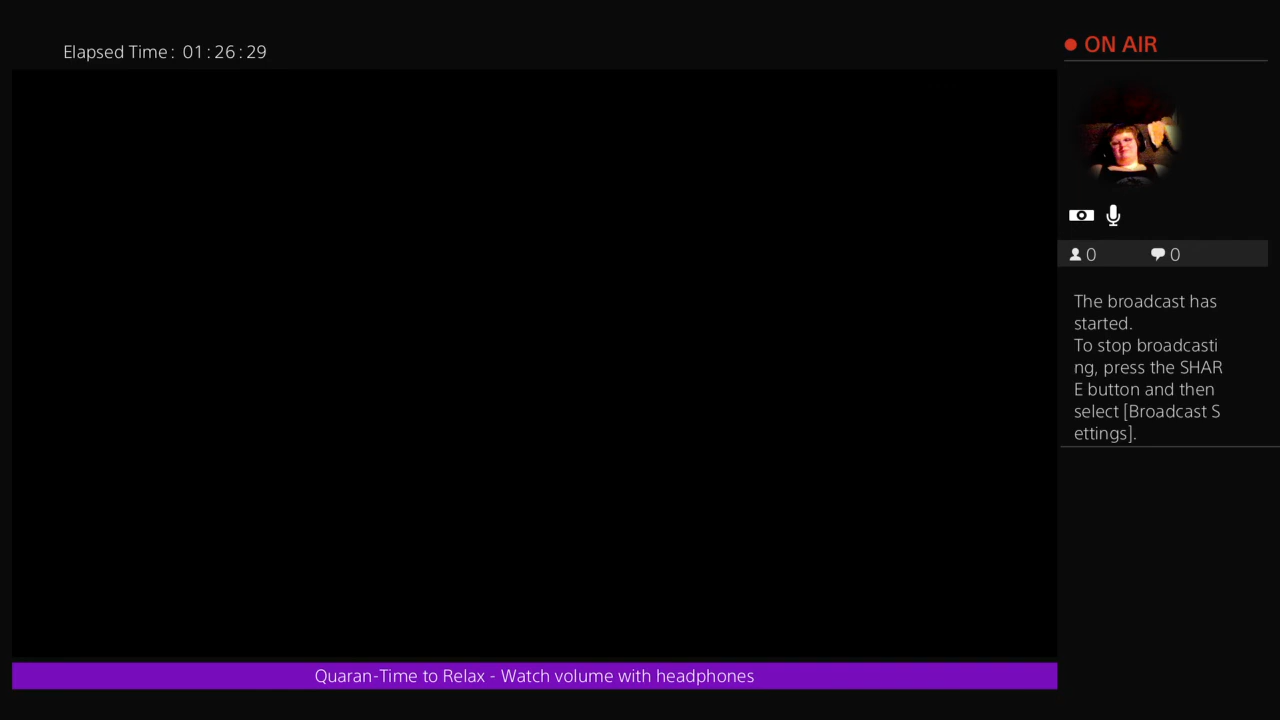 Elapsed Time: 01:26:29
ON AIR
0 0
The broadcast has
started.
To stop broadcasti
ng, press the SHAR
E button and then
select [Broadcast S
ettings].
Quaran-Time to Relax - Watch volume with headphones